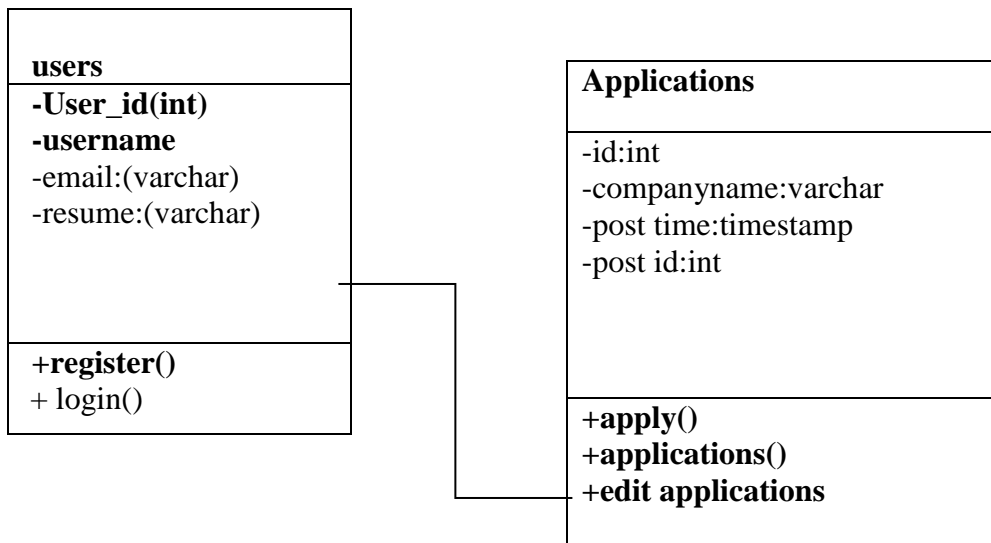 users
-User_id(int)
-username
-email:(varchar)
-resume:(varchar)
+register()
+ login()
Applications
-id:int
-companyname:varchar
-post time:timestamp
-post id:int
+apply()
+applications()
+edit applications